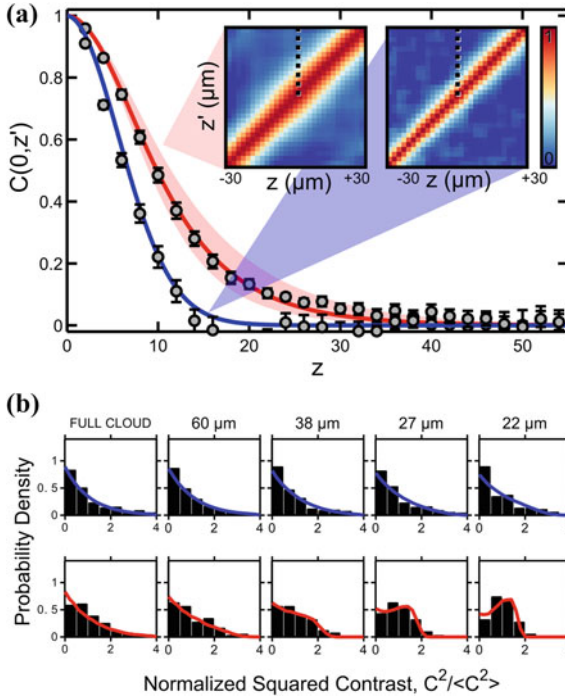 (a)
1
0.8
0.6
0.4
0.2
0
C(0,z')
0 10 20 30 40 50
z
z' (μm)
-30 z (μm) +30
-30 z (μm) +30
1
0
(b)
FULL CLOUD 60 μm 38 μm 27 μm 22 μm
Probability Density
1
0.5
0
0 2 4 0 2 4 0 2 4 0 2 4 0 2 4
1
0.5
0
0 2 4 0 2 4 0 2 4 0 2 4 0 2 4
Normalized Squared Contrast, C²/<C²>